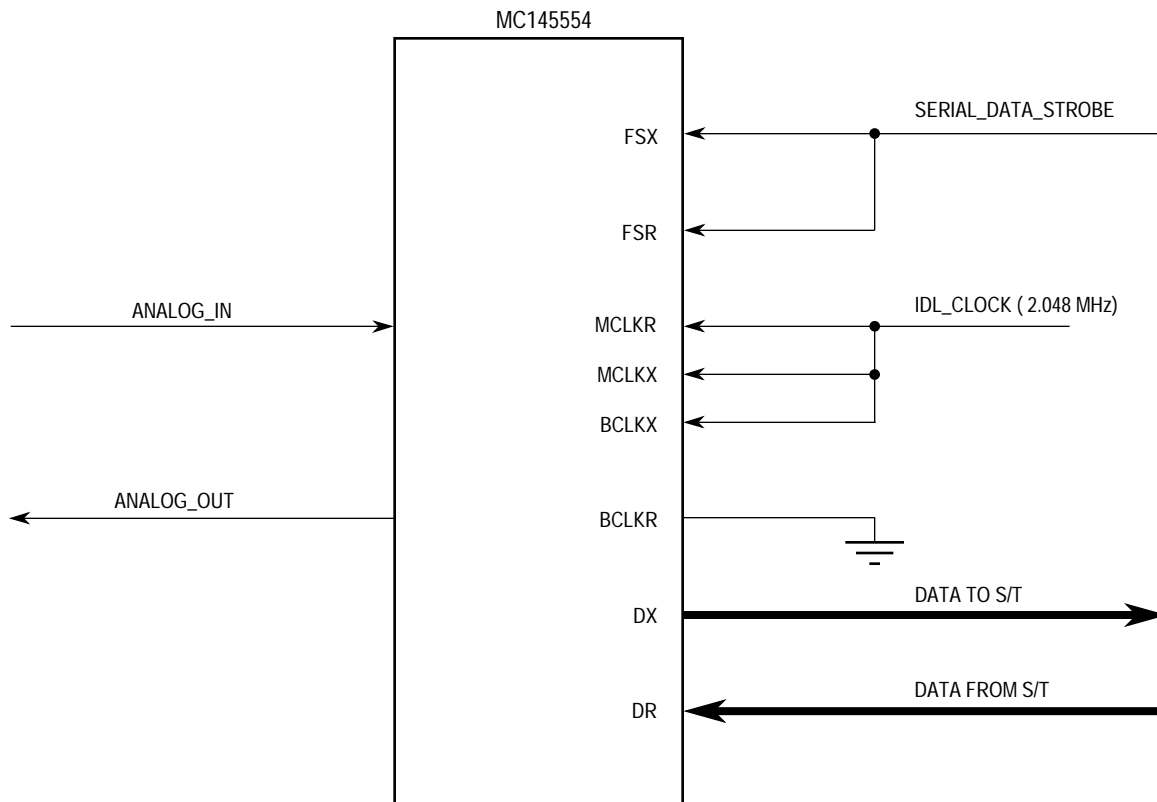 MC145554
SERIAL_DATA_STROBE
FSX
FSR
ANALOG_IN
IDL_CLOCK ( 2.048 MHz)
MCLKR
MCLKX
BCLKX
ANALOG_OUT
BCLKR
DATA TO S/T
DX
DATA FROM S/T
DR